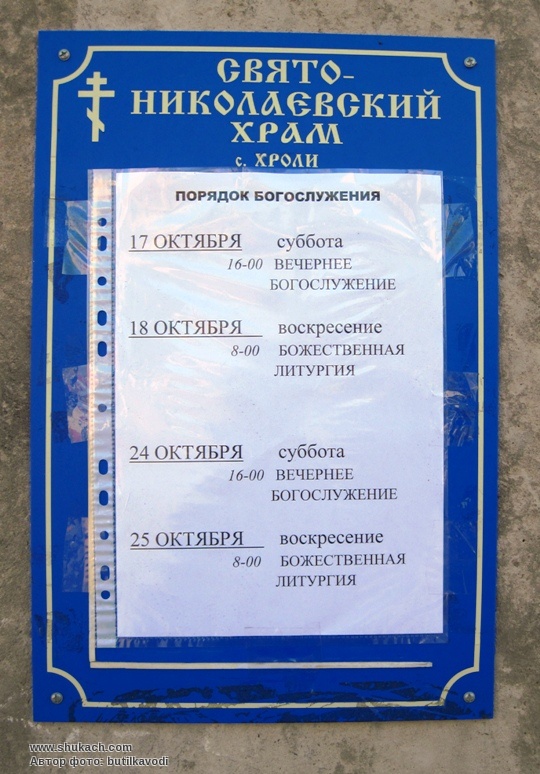 СВЯТО-
НИКОЛАЕВСКИЙ
ХРАМ
с. ХРОЛИ
ПОРЯДОК БОГОСЛУЖЕНИЯ
17 ОКТЯБРЯ суббота
16-00 ВЕЧЕРНЕЕ
БОГОСЛУЖЕНИЕ
18 ОКТЯБРЯ воскресение
8-00 БОЖЕСТВЕННАЯ
ЛИТУРГИЯ
24 ОКТЯБРЯ суббота
16-00 ВЕЧЕРНЕЕ
БОГОСЛУЖЕНИЕ
25 ОКТЯБРЯ воскресение
8-00 БОЖЕСТВЕННАЯ
ЛИТУРГИЯ
www.shukach.com
Автор фото: butilkavodi